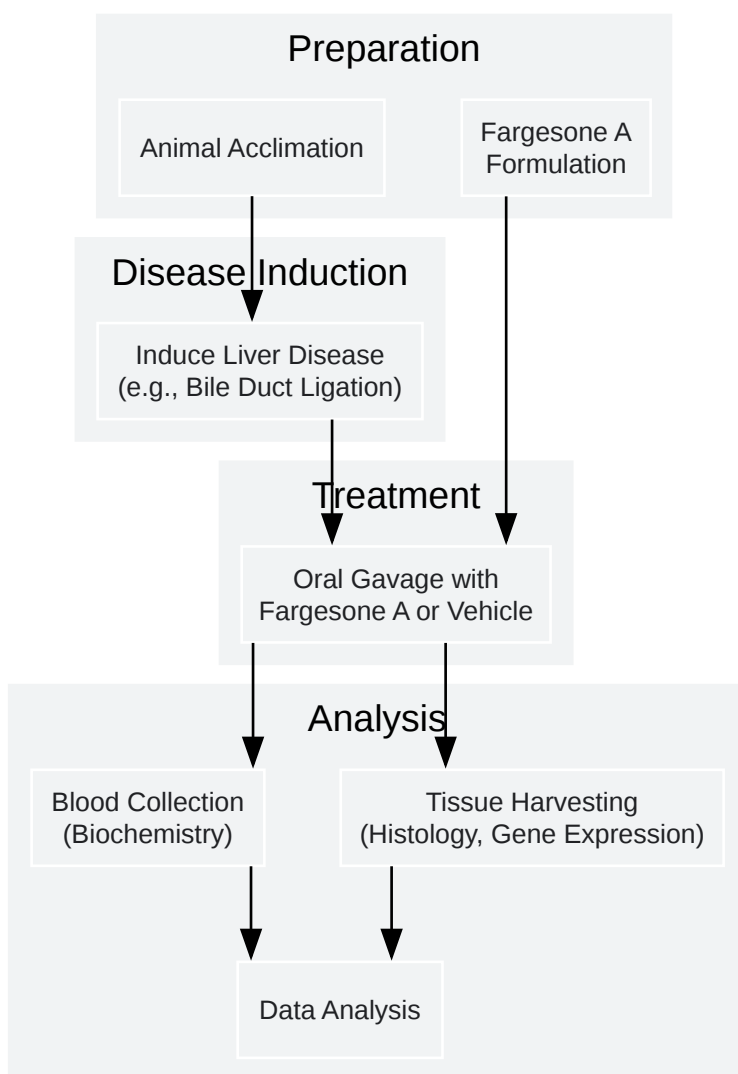 Preparation
Animal Acclimation
Fargesone A
Formulation
Disease Induction
Induce Liver Disease
(e.g., Bile Duct Ligation)
Treatment
Oral Gavage with
Fargesone A or Vehicle
Analysis
Blood Collection
(Biochemistry)
Tissue Harvesting
(Histology, Gene Expression)
Data Analysis